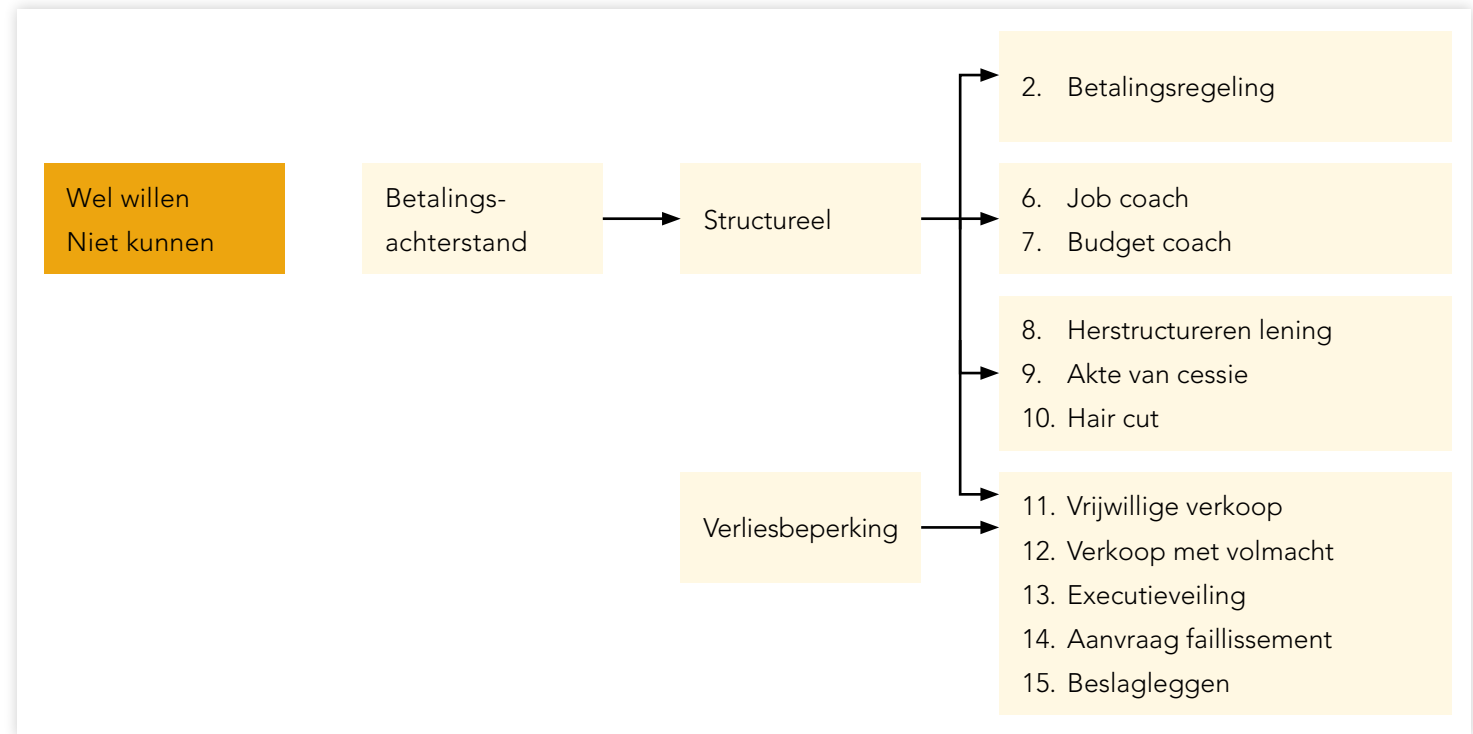 Wel willen
Niet kunnen
Betalings-
achterstand
Structureel
2. Betalingsregeling
6. Job coach
7. Budget coach
8. Herstructureren lening
9. Akte van cessie
10. Hair cut
Verliesbeperking
11. Vrijwillige verkoop
12. Verkoop met volmacht
13. Executieveiling
14. Aanvraag faillissement
15. Beslagleggen